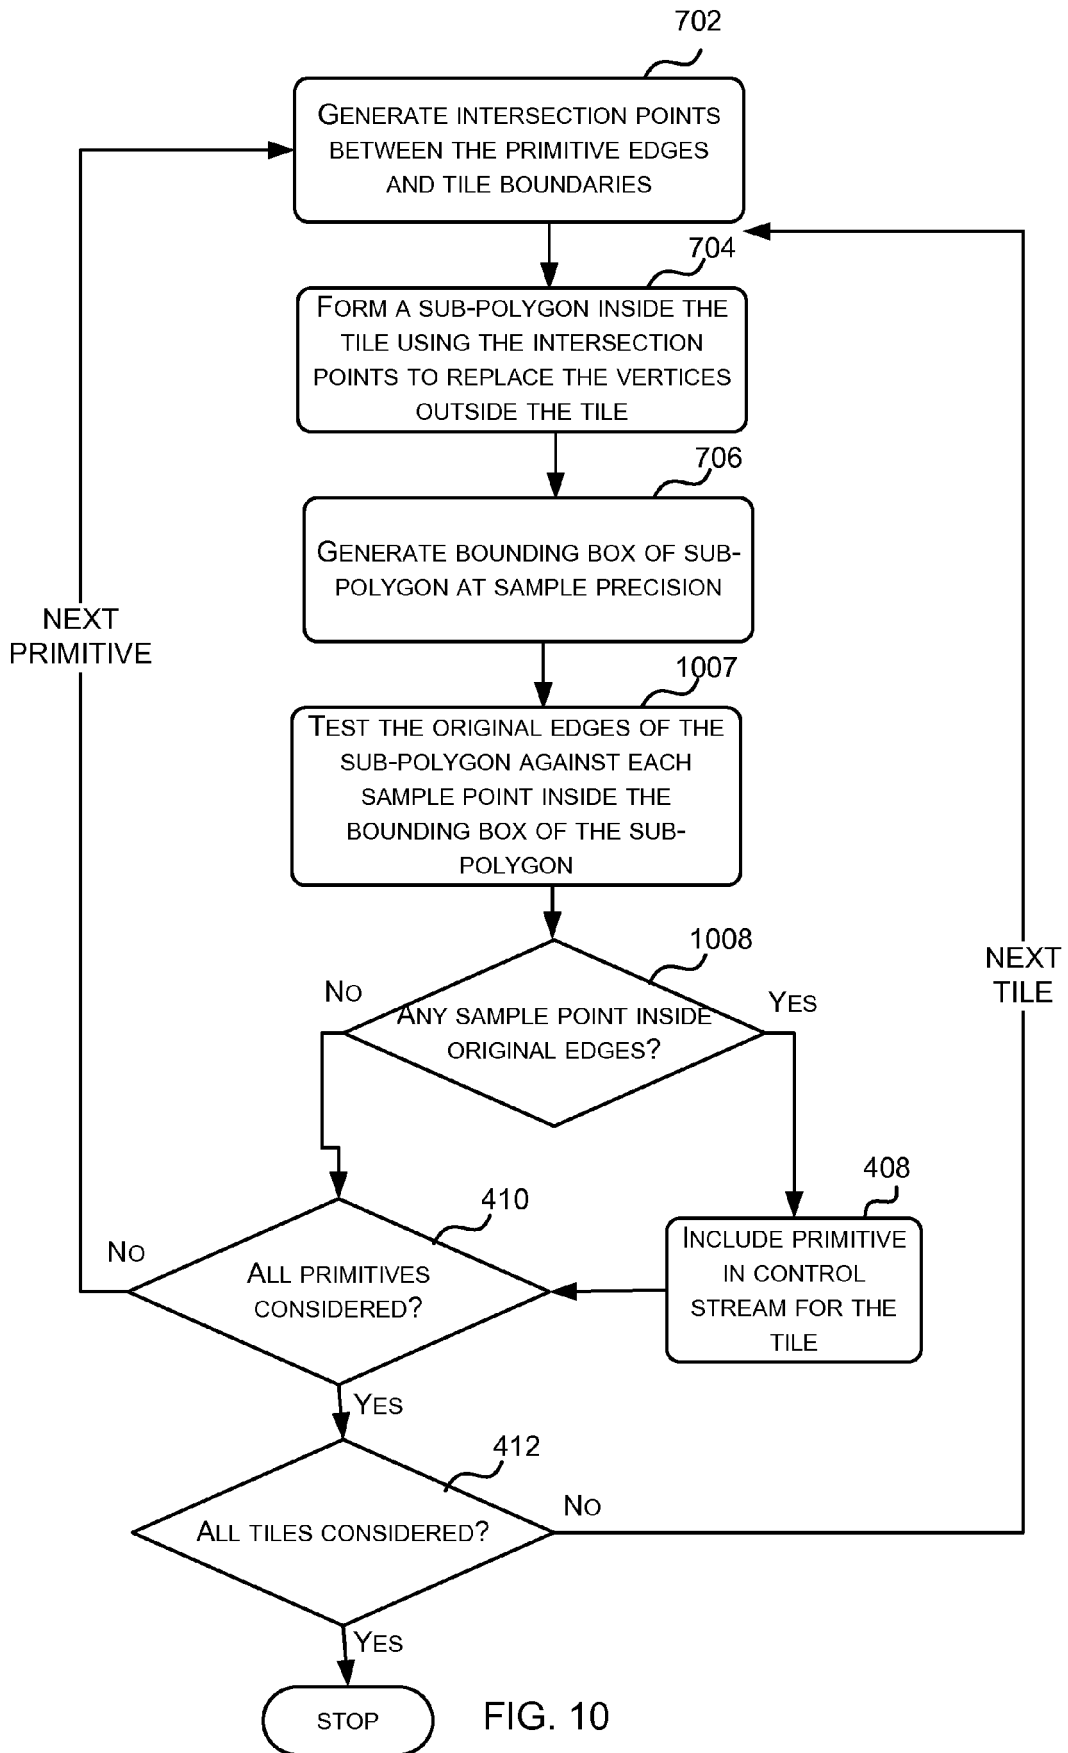 702
GENERATE INTERSECTION POINTS
BETWEEN THE PRIMITIVE EDGES
AND TILE BOUNDARIES
704
FORM A SUB-POLYGON INSIDE THE
TILE USING THE INTERSECTION
POINTS TO REPLACE THE VERTICES
OUTSIDE THE TILE
706
GENERATE BOUNDING BOX OF SUB-
POLYGON AT SAMPLE PRECISION
NEXT
PRIMITIVE
1007
TEST THE ORIGINAL EDGES OF THE
SUB-POLYGON AGAINST EACH
SAMPLE POINT INSIDE THE
BOUNDING BOX OF THE SUB-
POLYGON
1008
NO
ANY SAMPLE POINT INSIDE
ORIGINAL EDGES?
YES
NEXT
TILE
408
INCLUDE PRIMITIVE
IN CONTROL
STREAM FOR THE
TILE
410
NO
ALL PRIMITIVES
CONSIDERED?
YES
412
ALL TILES CONSIDERED?
NO
YES
STOP
FIG. 10